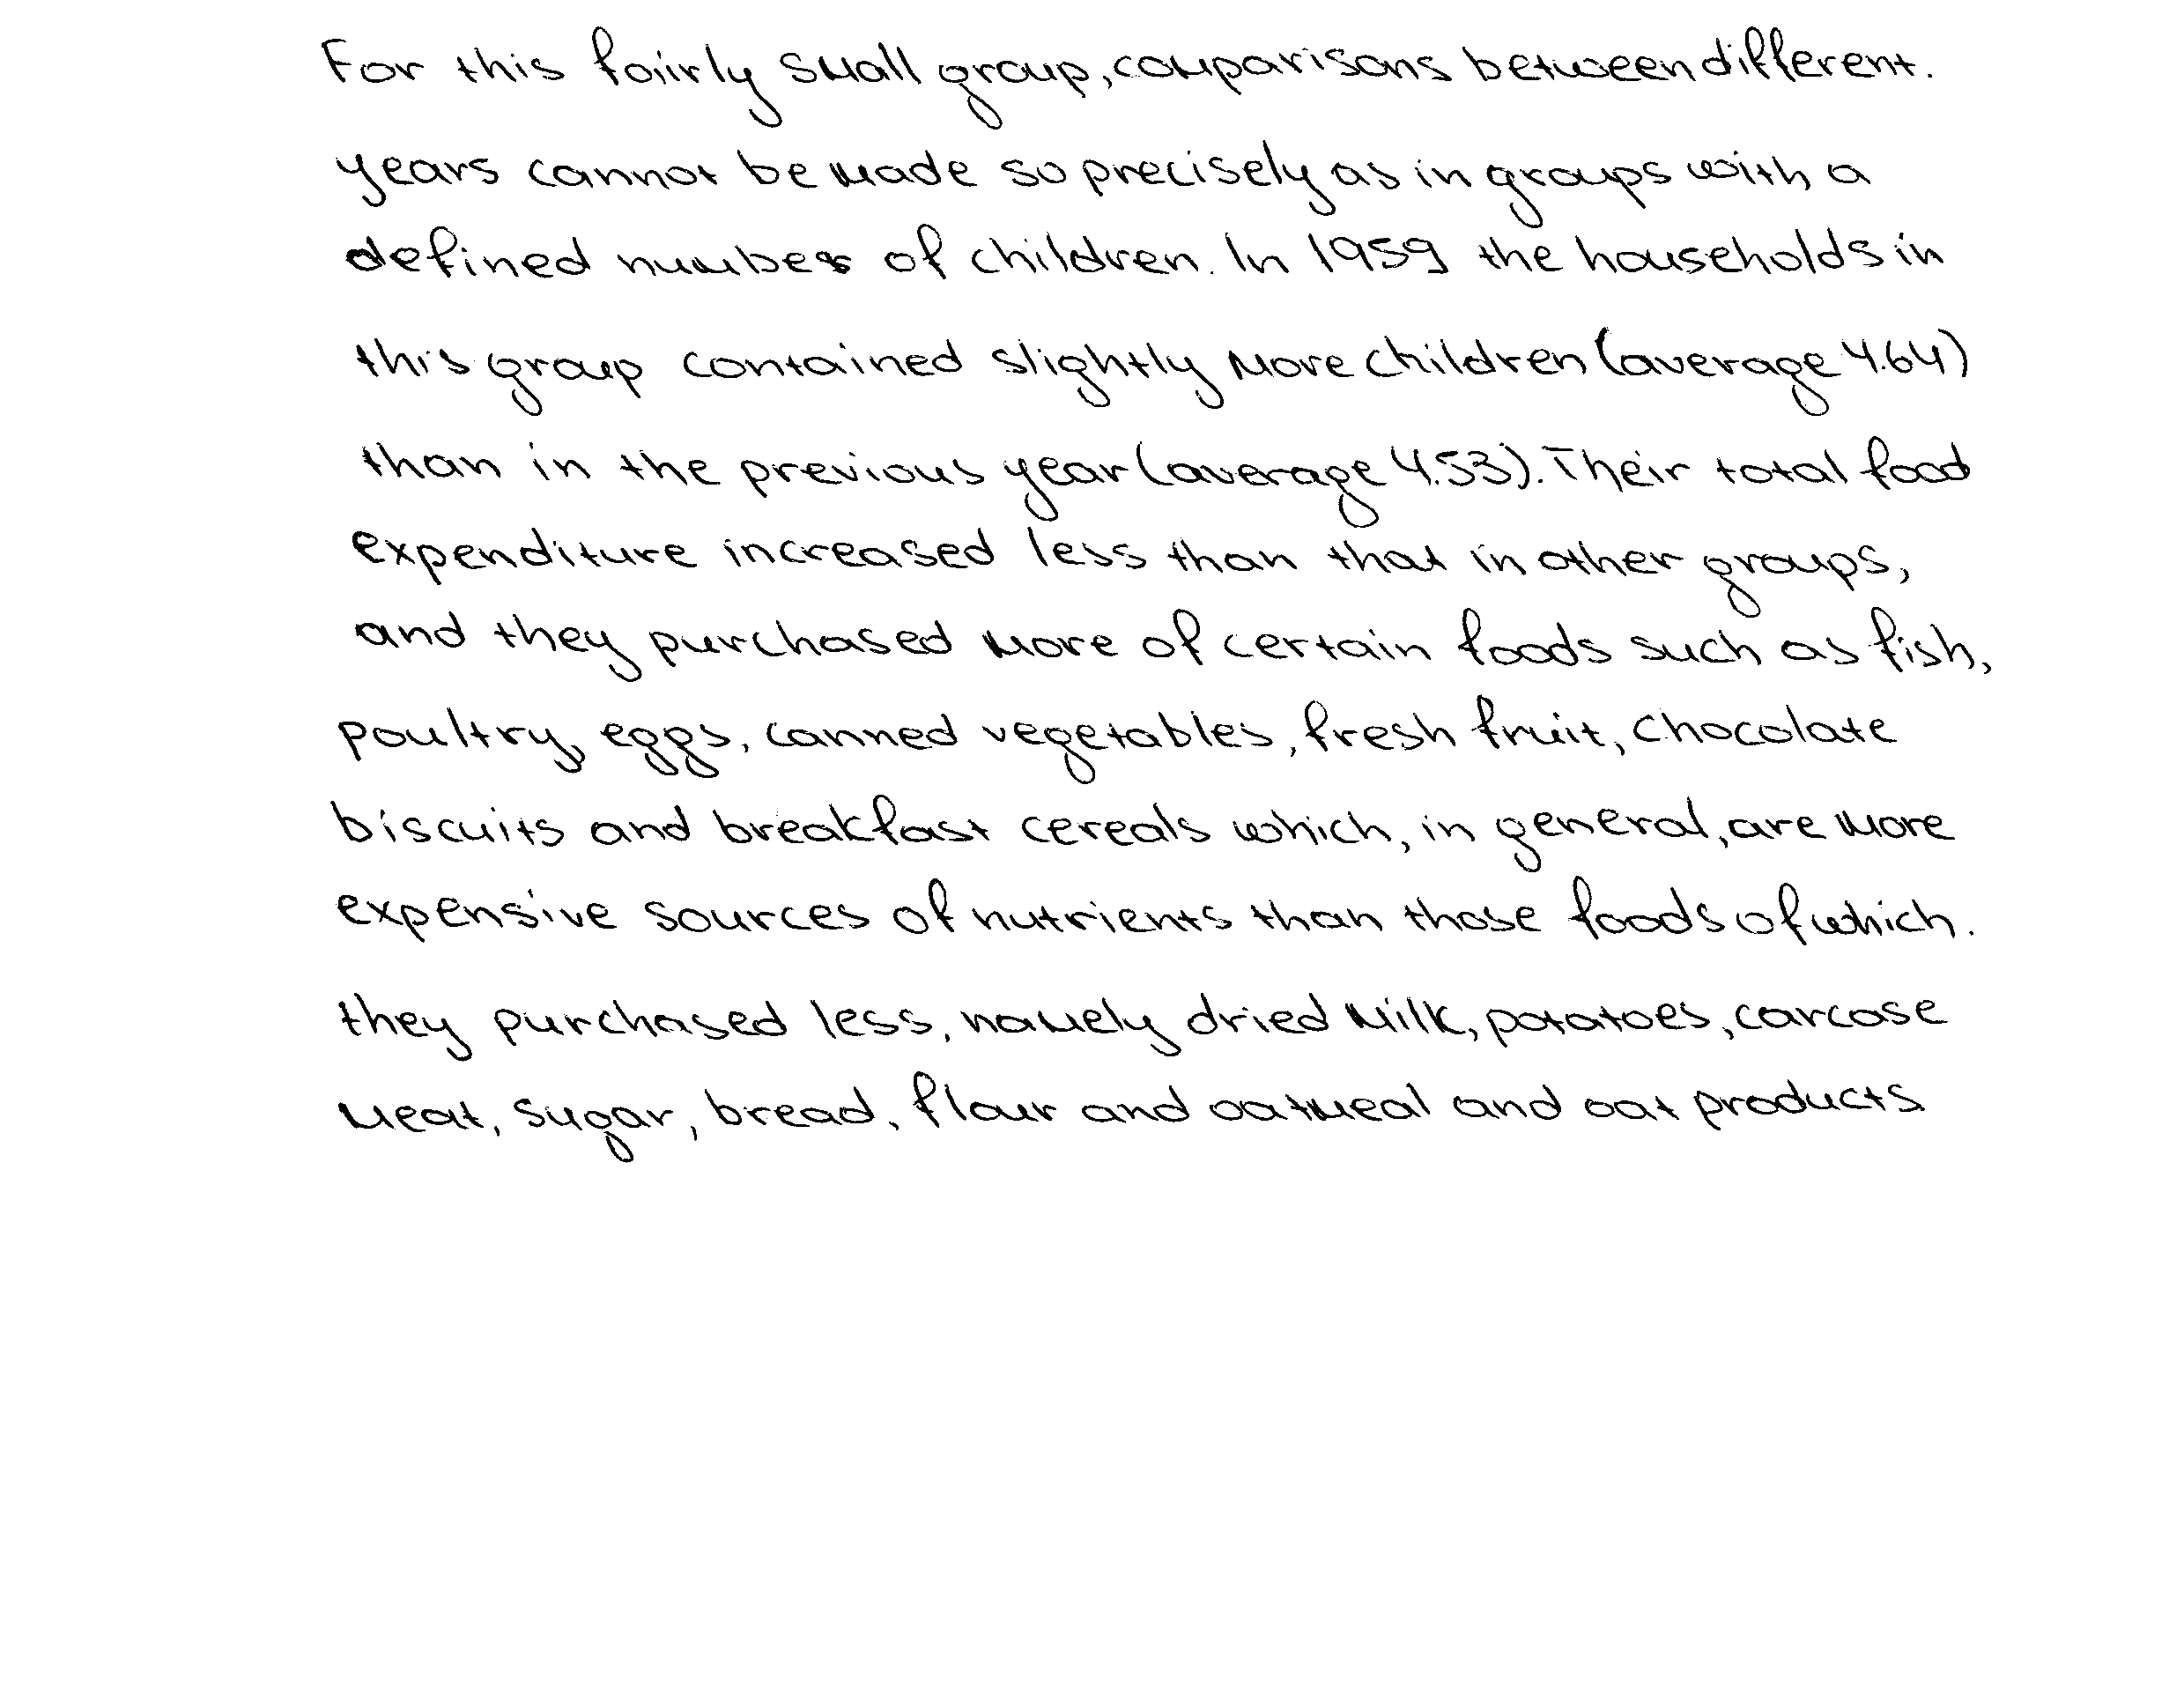 For this fairly small group, comparisons between different.
years cannot be made so precisely as in groups with a
defined number of children. In 1959 the households in
this group contained slightly more children (average 4.64)
than in the previous year (average 4.53). Their total food
expenditure increased less than that in other groups,
and they purchased more of certain foods such as fish,
poultry, eggs, canned vegetables, fresh fruit, chocolate
biscuits and breakfast cereals which, in general, are more
expensive sources of nutrients than those foods of which.
they purchased less, namely dried milk, potatoes, carcase
meat, sugar, bread, flour and oatmeal and oat products